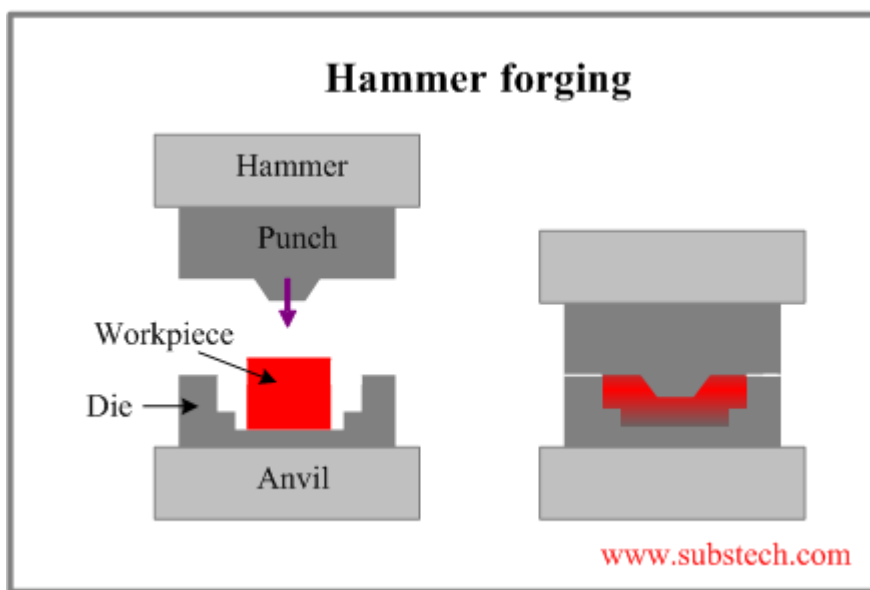 Hammer forging
Hammer
Punch
Workpiece
Die
Anvil
www.substech.com